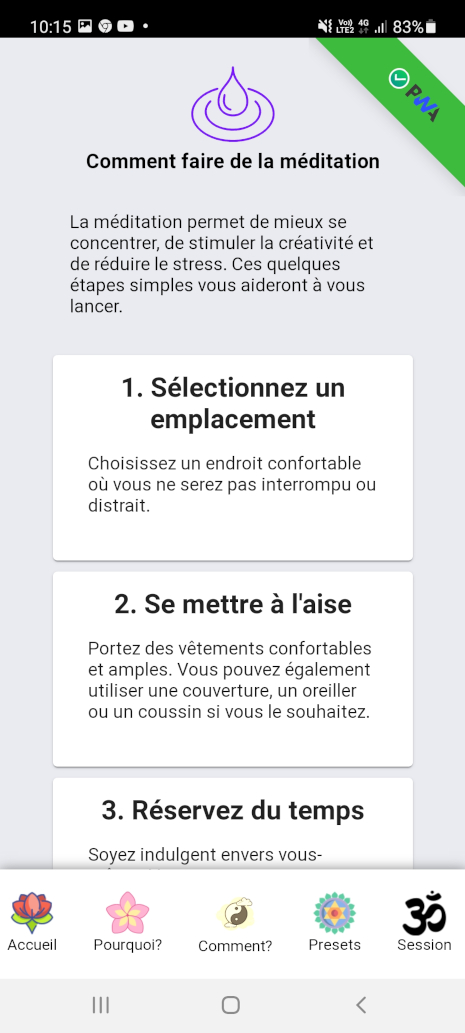 10:15
Vo)) 4G
LTE2
83%
PWA
Comment faire de la méditation
La méditation permet de mieux se
concentrer, de stimuler la créativité et
de réduire le stress. Ces quelques
étapes simples vous aideront à vous
lancer.
1. Sélectionnez un
emplacement
Choisissez un endroit confortable
où vous ne serez pas interrompu ou
distrait.
2. Se mettre à l'aise
Portez des vêtements confortables
et amples. Vous pouvez également
utiliser une couverture, un oreiller
ou un coussin si vous le souhaitez.
3. Réservez du temps
Soyez indulgent envers vous-
Accueil
Pourquoi?
Comment?
Presets
ॐ
Session